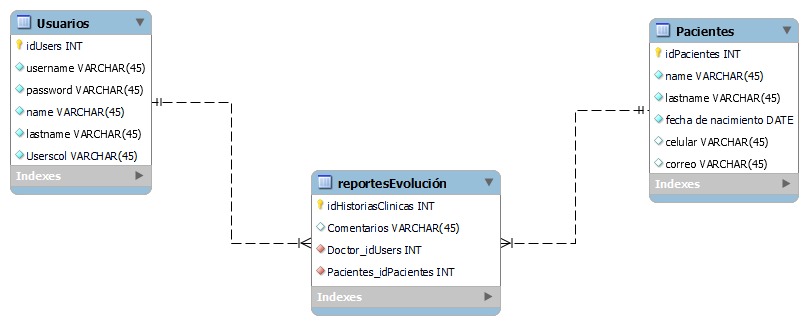 Usuarios
idUsers INT
username VARCHAR(45)
password VARCHAR(45)
name VARCHAR(45)
lastname VARCHAR(45)
Userscol VARCHAR(45)
Indexes
Pacientes
idPacientes INT
name VARCHAR(45)
lastname VARCHAR(45)
fecha de nacimiento DATE
celular VARCHAR(45)
correo VARCHAR(45)
Indexes
reportesEvolución
idHistoriasClinicas INT
Comentarios VARCHAR(45)
Doctor_idUsers INT
Pacientes_idPacientes INT
Indexes